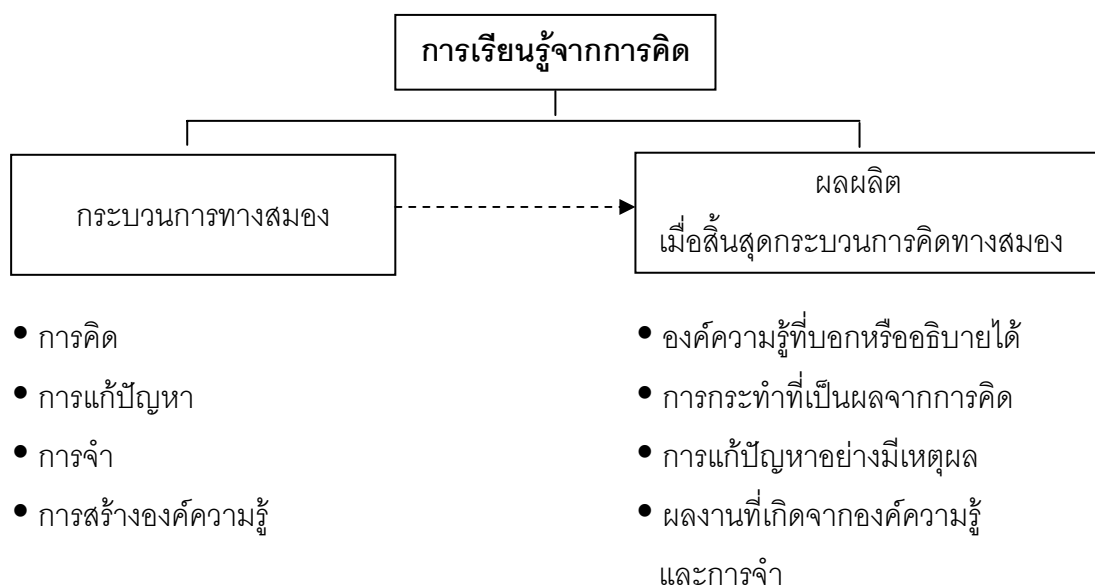 การเรียนรู้จากการคิด
กระบวนการทางสมอง
ผลผลิต
เมื่อสิ้นสุดกระบวนการคิดทางสมอง
• การคิด
• การแก้ปัญหา
• การจำ
• การสร้างองค์ความรู้
• องค์ความรู้ที่บอกหรืออธิบายได้
• การกระทำที่เป็นผลจากการคิด
• การแก้ปัญหาอย่างมีเหตุผล
• ผลงานที่เกิดจากองค์ความรู้
และการจำ